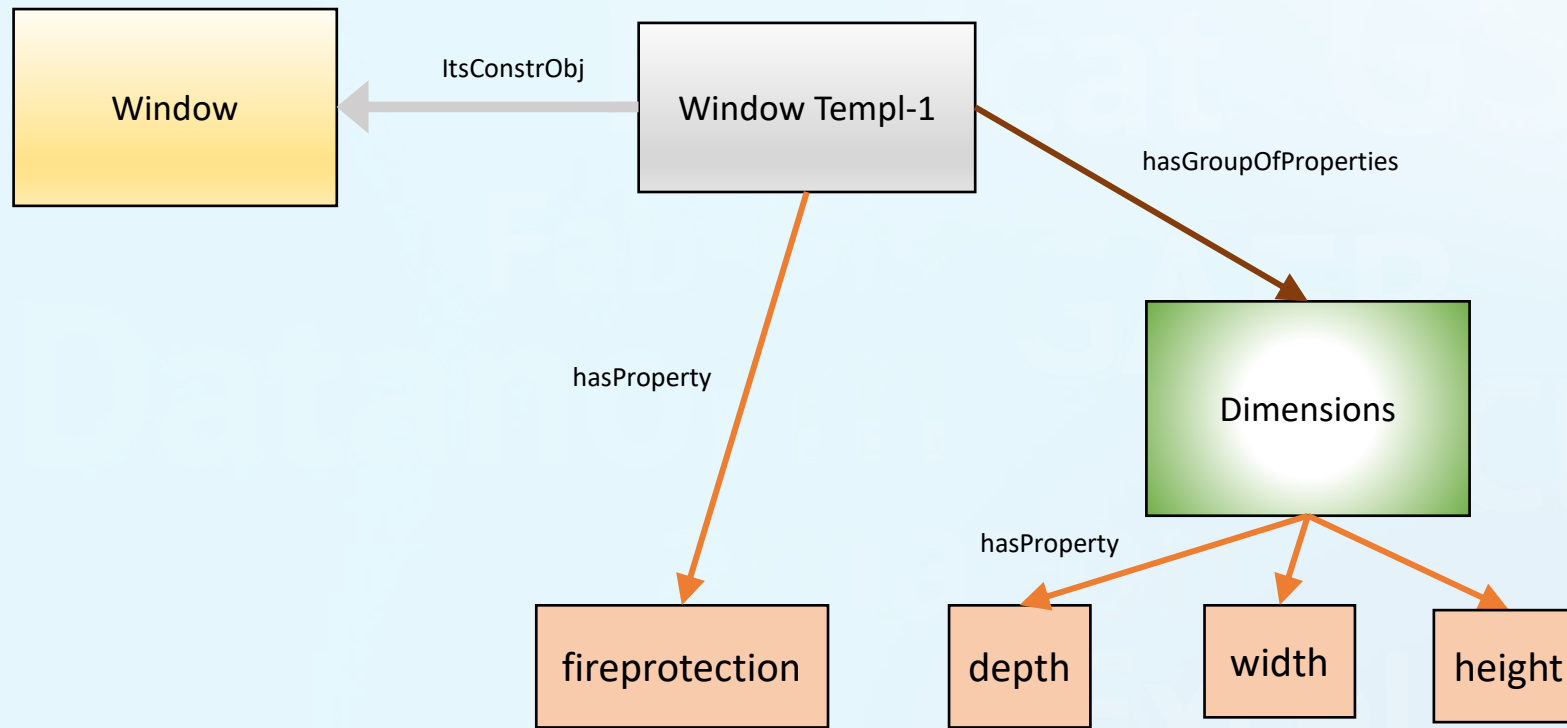 ItsConstrObj
Window
Window Templ-1
hasGroupOfProperties
hasProperty
Dimensions
hasProperty
fireprotection
depth
width
height